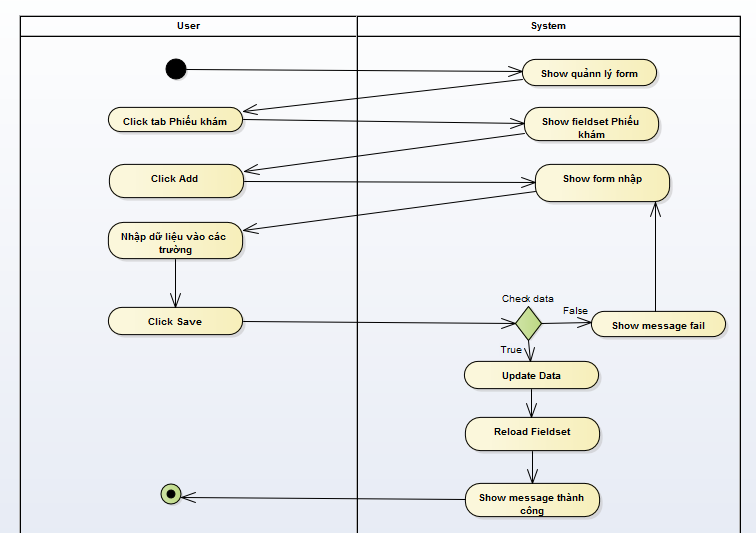 User
System
Show quảnn lý form
Click tab Phiếu khám
Show fieldset Phiếu
khám
Click Add
Show form nhập
Nhập dữ liệu vào các
trường
Check data
False
Click Save
Show message fail
True
Update Data
Reload Fieldset
Show message thành
công